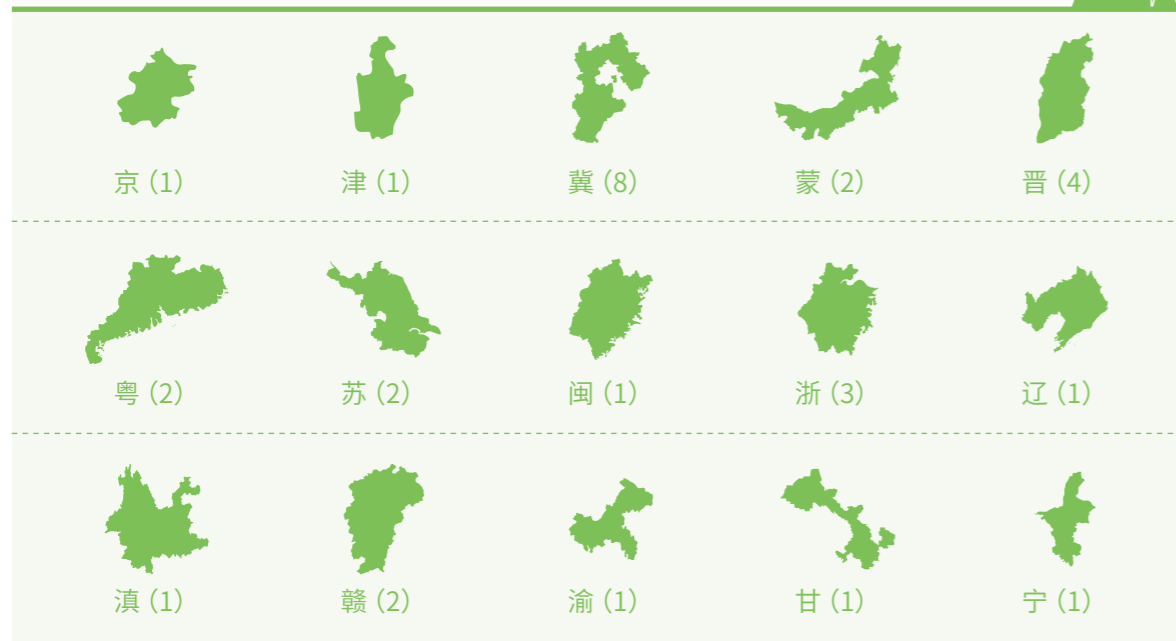 京（1） 津（1） 冀（8） 蒙（2） 晋（4）
粤（2） 苏（2） 闽（1） 浙（3） 辽（1）
滇（1） 赣（2） 渝（1） 甘（1） 宁（1）